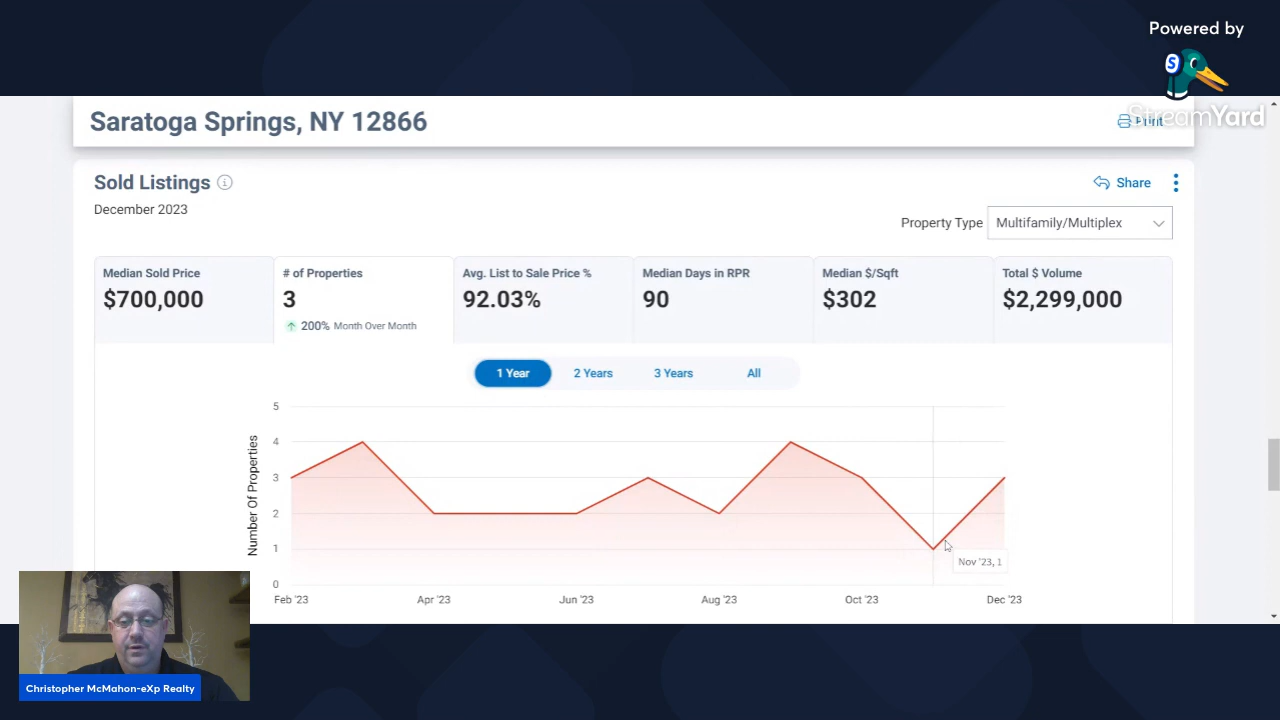 Powered by
S
StreamYard
Saratoga Springs, NY 12866
Print
Sold Listings
Share
December 2023
Property Type
Multifamily/Multiplex
Median Sold Price
$700,000
# of Properties
3
200% Month Over Month
Avg. List to Sale Price %
92.03%
Median Days in RPR
90
Median $/Sqft
$302
Total $ Volume
$2,299,000
1 Year
2 Years
3 Years
All
Number Of Properties
5
4
3
2
1
0
Nov '23, 1
Feb '23
Apr '23
Jun '23
Aug '23
Oct '23
Dec '23
Christopher McMahon-eXp Realty